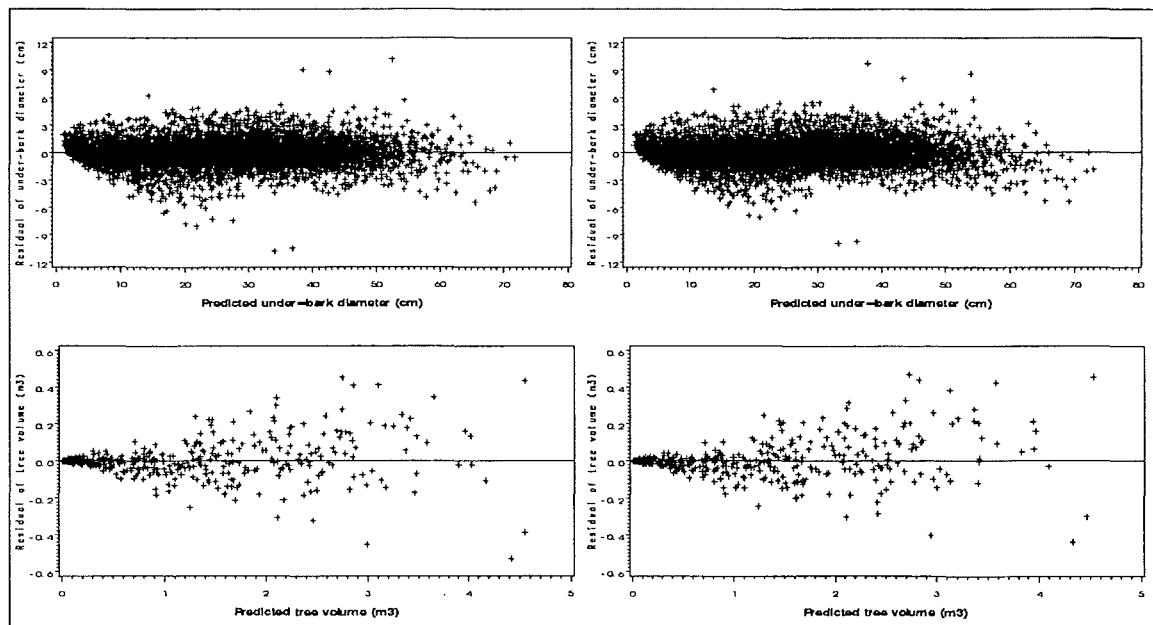 Residual of under-bark diameter (cm)
12
9
6
3
0
-3
-6
-9
-12
0 10 20 30 40 50 60 70 80
Predicted under-bark diameter (cm)
Residual of under-bark diameter (cm)
12
9
6
3
0
-3
-6
-9
-12
0 10 20 30 40 50 60 70 80
Predicted under-bark diameter (cm)
Residual of tree volume (m3)
0.6
0.4
0.2
0.0
-0.2
-0.4
-0.6
0 1 2 3 4 5
Predicted tree volume (m3)
Residual of tree volume (m3)
0.6
0.4
0.2
0.0
-0.2
-0.4
-0.6
0 1 2 3 4 5
Predicted tree volume (m3)